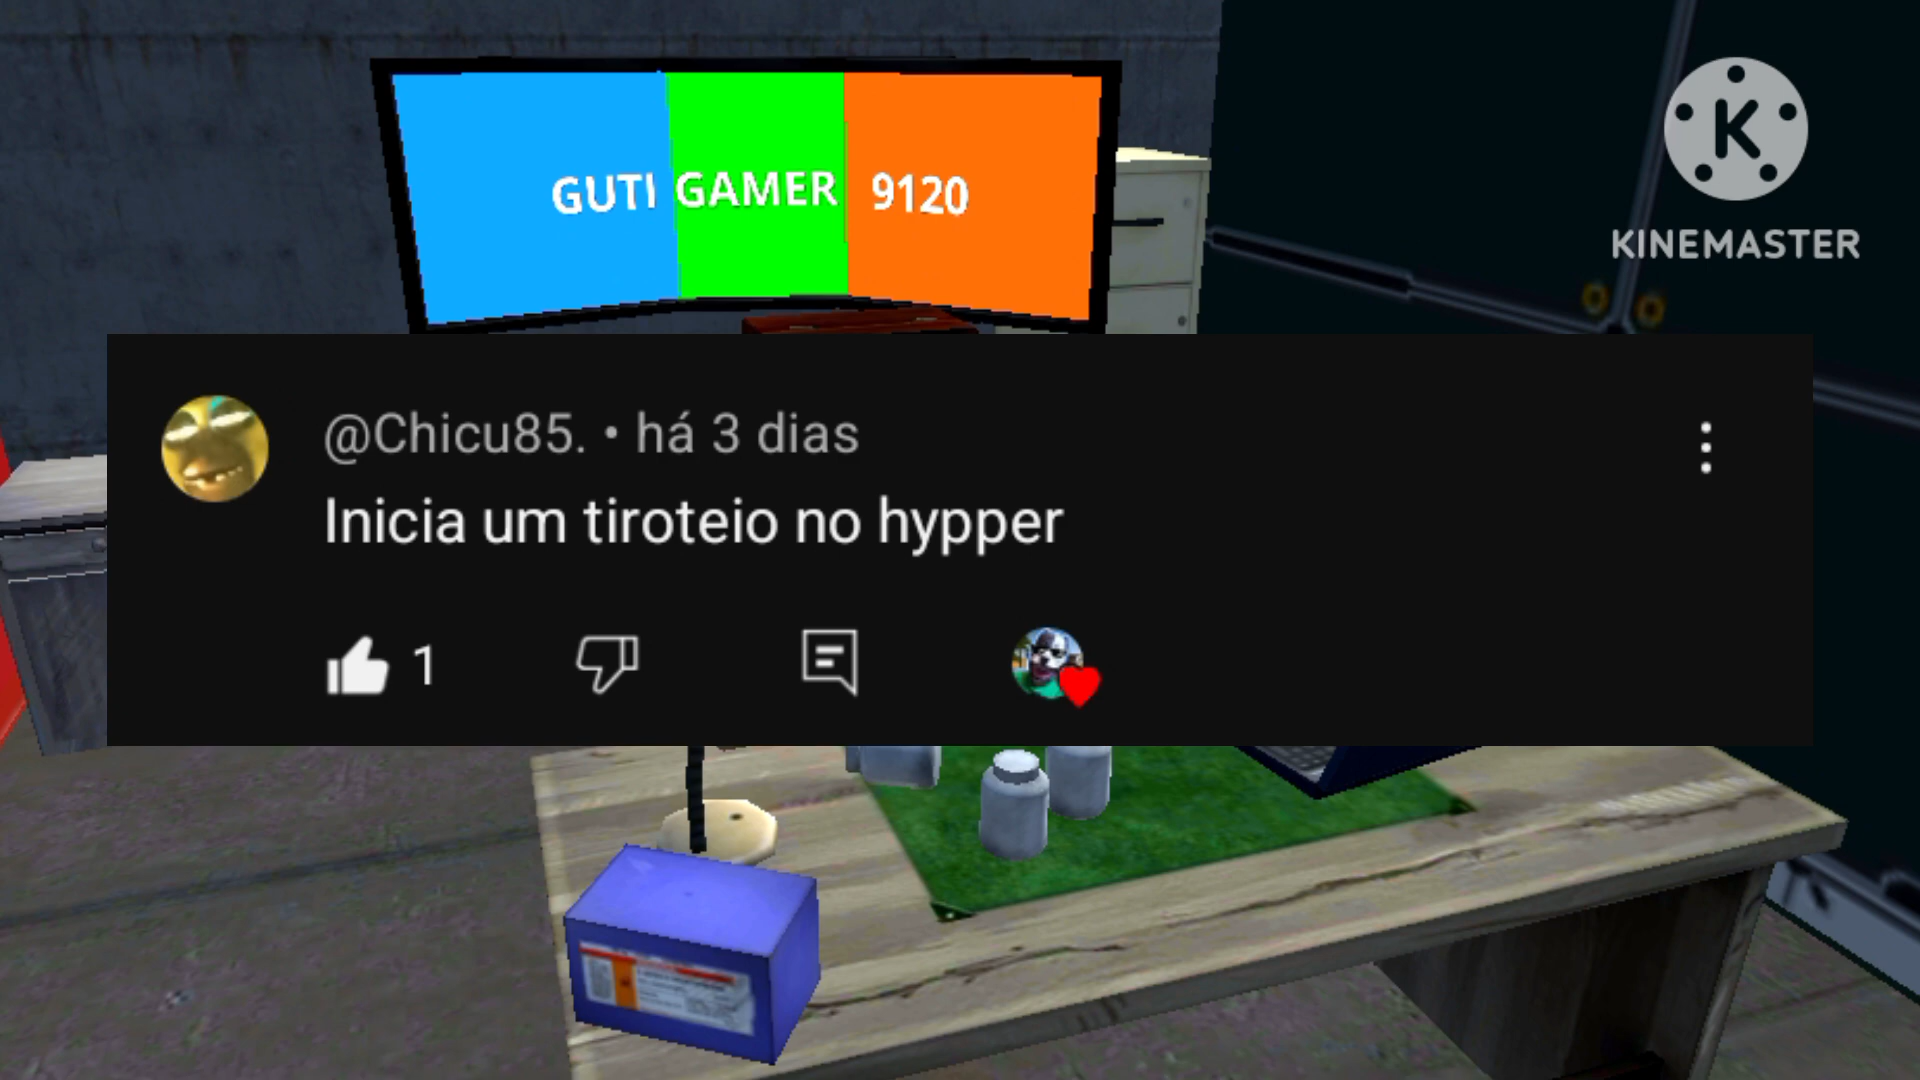 GUTI GAMER 9120
KINEMASTER
@Chicu85. • há 3 dias
Inicia um tiroteio no hypper
1